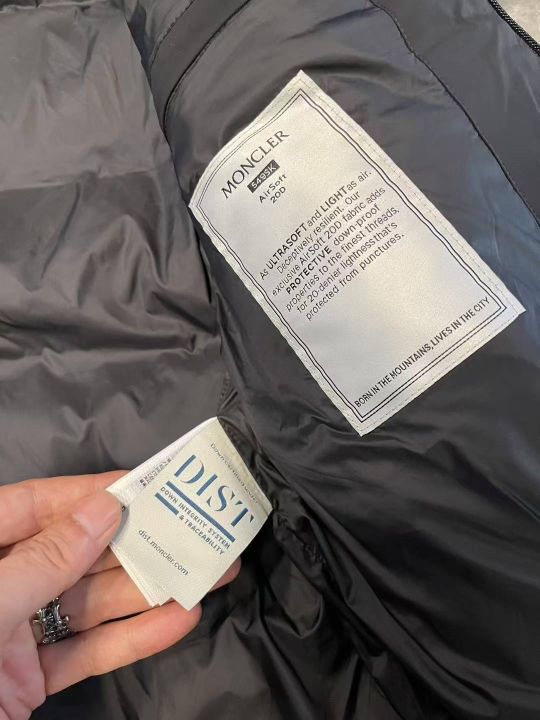 MONCLER
549SK
AirSoft
20D
As ULTRASOFT and LIGHT as air.
Deceptively resilient. Our
exclusive AirSoft 20D fabric adds
PROTECTIVE down-proof
properties to the finest threads,
for 20-denier lightness that's
protected from punctures.
BORN IN THE MOUNTAINS, LIVES IN THE CITY
DIST
DOWN INTEGRITY SYSTEM
& TRACEABILITY
dist.moncler.com